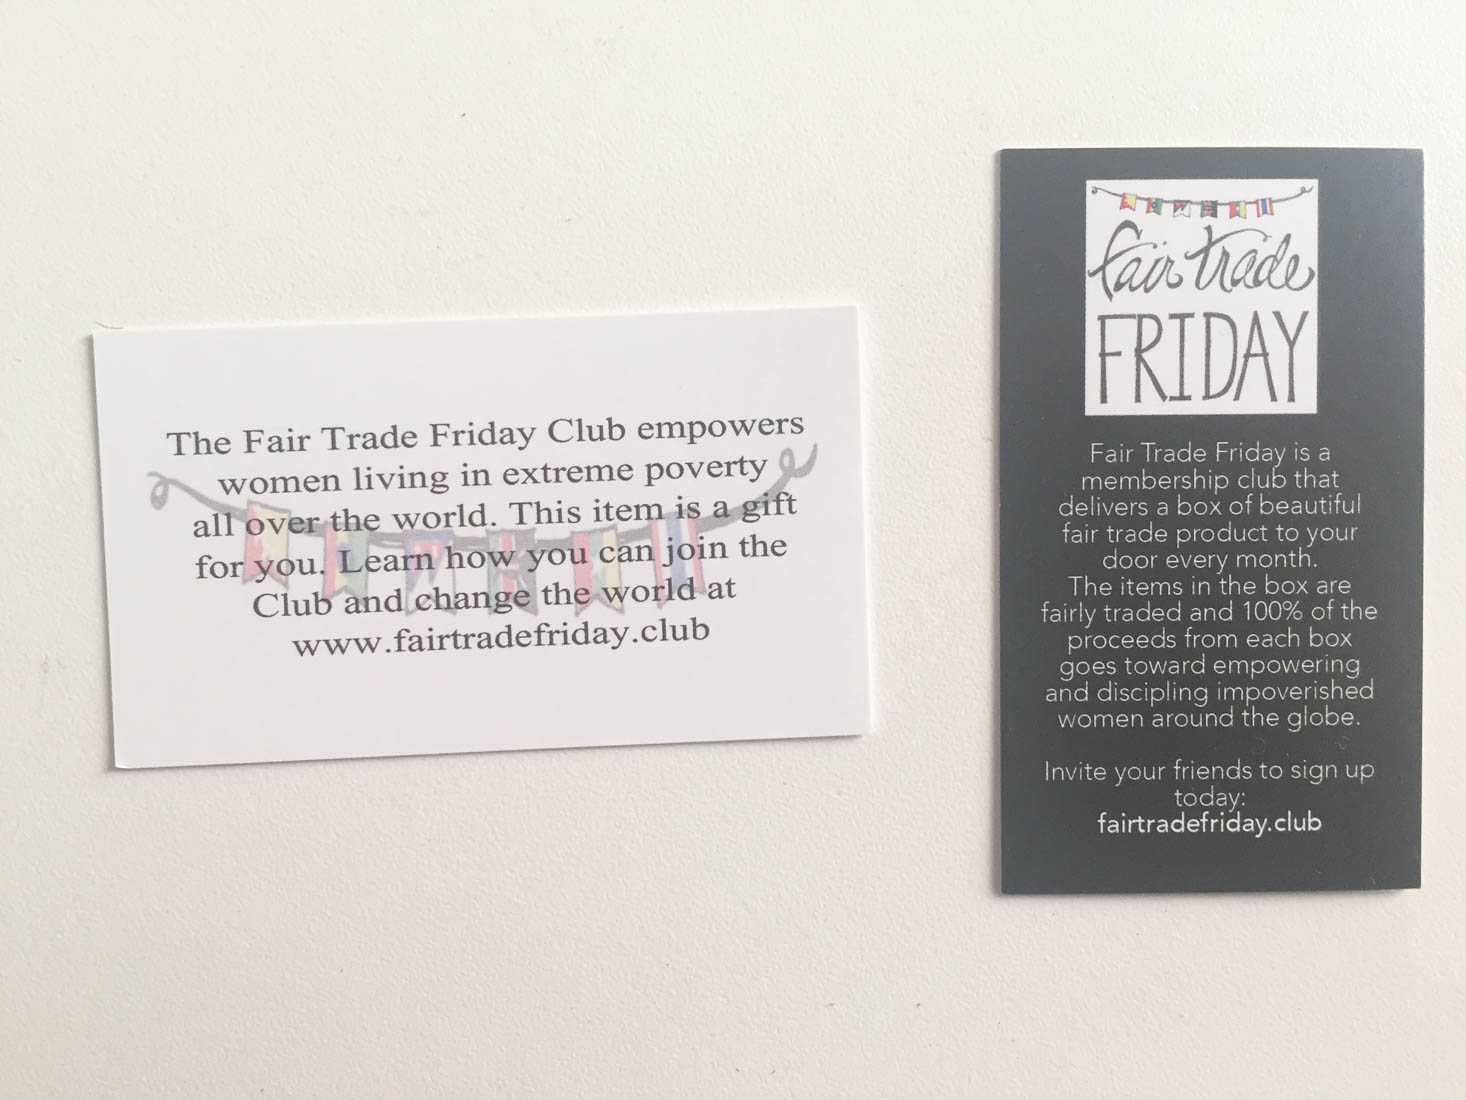 The Fair Trade Friday Club empowers
women living in extreme poverty
all over the world. This item is a gift
for you. Learn how you can join the
Club and change the world at
www.fairtradefriday.club
fair trade
FRIDAY
Fair Trade Friday is a
membership club that
delivers a box of beautiful
fair trade product to your
door every month.
The items in the box are
fairly traded and 100% of the
proceeds from each box
goes toward empowering
and discipling impoverished
women around the globe.
Invite your friends to sign up
today:
fairtradefriday.club